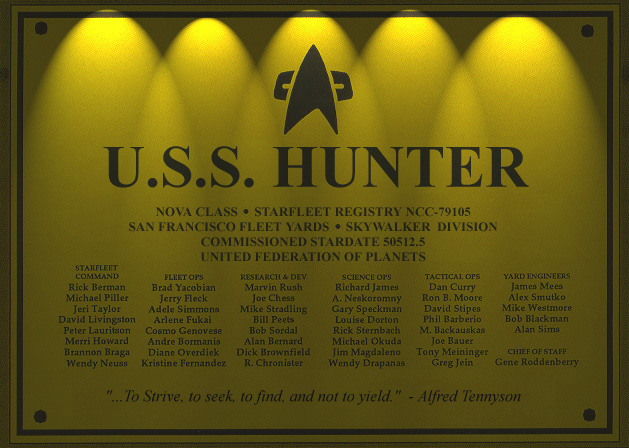 U.S.S. HUNTER
NOVA CLASS • STARFLEET REGISTRY NCC-79105
SAN FRANCISCO FLEET YARDS • SKYWALKER DIVISION
COMMISSIONED STARDATE 50512.5
UNITED FEDERATION OF PLANETS
STARFLEET
COMMAND
Rick Berman
Michael Piller
Jeri Taylor
David Livingston
Peter Lauritson
Merri Howard
Brannon Braga
Wendy Neuss
FLEET OPS
Brad Yacobian
Jerry Fleck
Adele Simmons
Arlene Fukai
Cosmo Genovese
Andre Bormanis
Diane Overdiek
Kristine Fernandez
RESEARCH & DEV
Marvin Rush
Joe Chess
Mike Stradling
Bill Peets
Bob Sordal
Alan Bernard
Dick Brownfield
R. Chronister
SCIENCE OPS
Richard James
A. Neskoromny
Gary Speckman
Louise Dorton
Rick Sternbach
Michael Okuda
Jim Magdaleno
Wendy Drapanas
TACTICAL OPS
Dan Curry
Ron B. Moore
David Stipes
Phil Barberio
M. Backauskas
Joe Bauer
Tony Meininger
Greg Jein
YARD ENGINEERS
James Mees
Alex Smutko
Mike Westmore
Bob Blackman
Alan Sims
CHIEF OF STAFF
Gene Roddenberry
"...To Strive, to seek, to find, and not to yield." - Alfred Tennyson